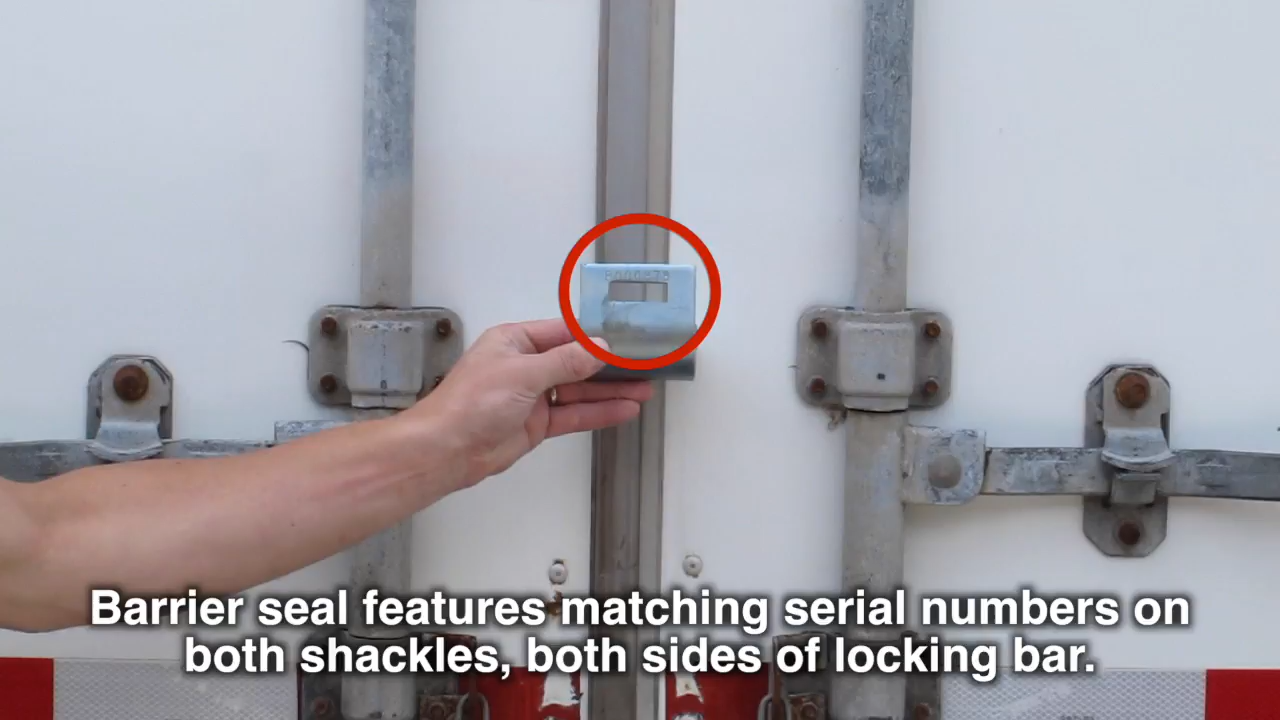 Barrier seal features matching serial numbers on
both shackles, both sides of locking bar.